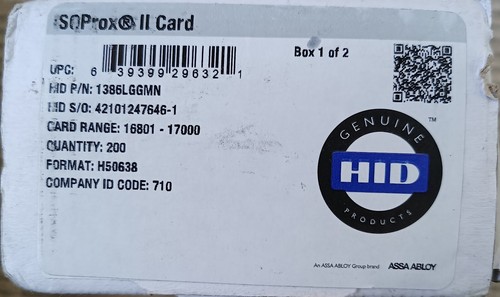 ISOProx® II Card
Box 1 of 2
UPC: 6 39399 29632 1
HID P/N: 1386LGGMN
HID S/O: 42101247646-1
CARD RANGE: 16801 - 17000
QUANTITY: 200
FORMAT: H50638
COMPANY ID CODE: 710
GENUINE
HID
PRODUCTS
TM
An ASSA ABLOY Group brand
ASSA ABLOY